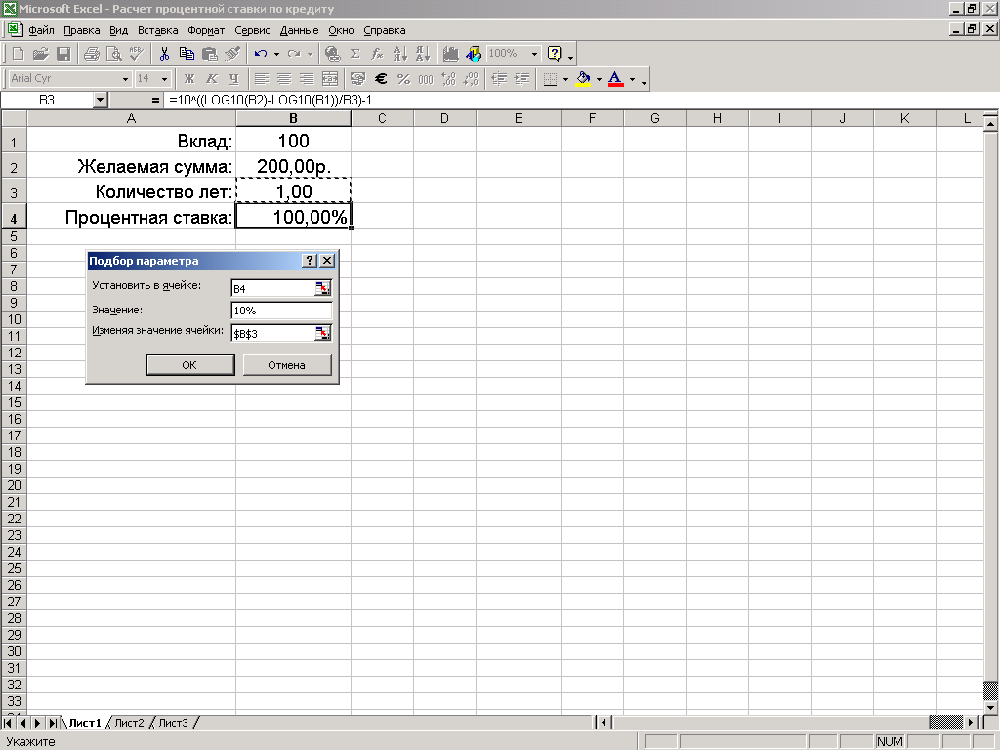 Microsoft Excel - Расчет процентной ставки по кредиту
Файл Правка Вид Вставка Формат Сервис Данные Окно Справка
100%
Arial Cyr 14 Ж К Ч % 000
B3 = =10^((LOG10(B2)-LOG10(B1))/B3)-1
A B C D E F G H I J K L
1 Вклад: 100
2 Желаемая сумма: 200,00р.
3 Количество лет: 1,00
4 Процентная ставка: 100,00%
5
6
7
8
9
10
11
12
13
14
15
16
17
18
19
20
21
22
23
24
25
26
27
28
29
30
31
32
33
Подбор параметра
Установить в ячейке: B4
Значение: 10%
Изменяя значение ячейки: $B$3
ОК Отмена
Лист1 Лист2 Лист3
Укажите NUM